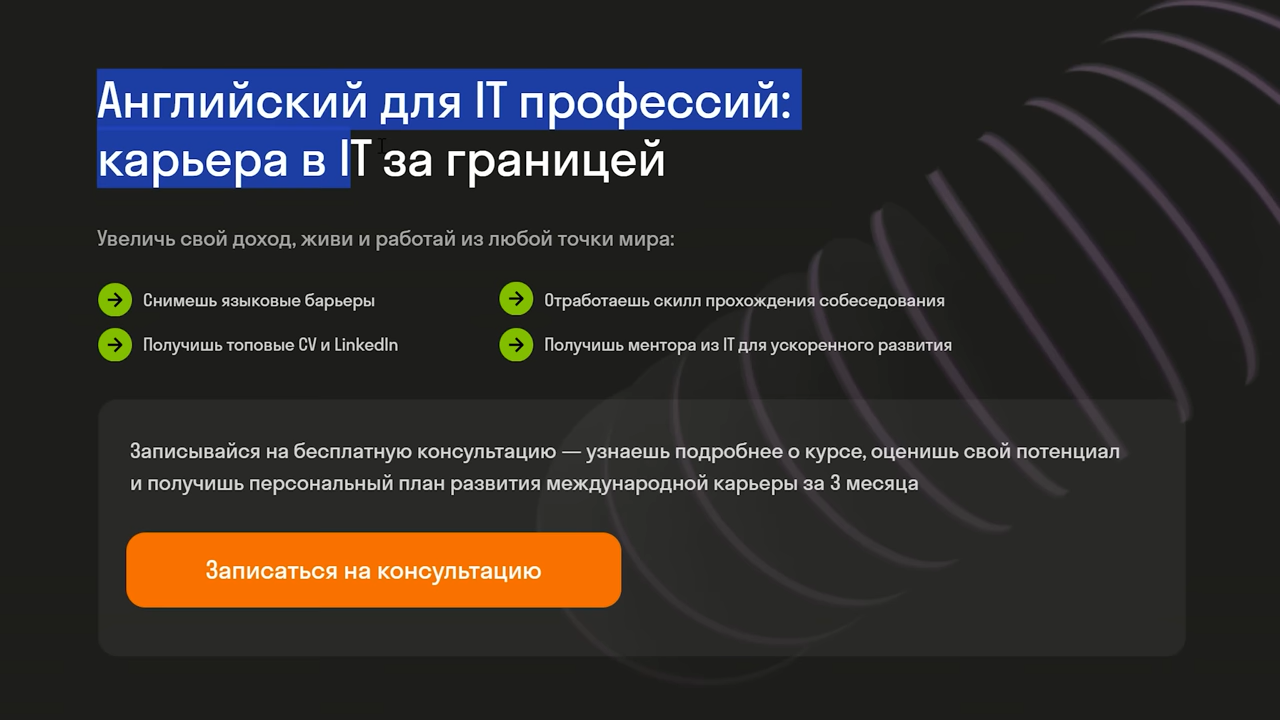 Английский для IT профессий:
карьера в IT за границей
Увеличь свой доход, живи и работай из любой точки мира:
Снимешь языковые барьеры
Отработаешь скилл прохождения собеседования
Получишь топовые CV и LinkedIn
Получишь ментора из IT для ускоренного развития
Записывайся на бесплатную консультацию — узнаешь подробнее о курсе, оценишь свой потенциал
и получишь персональный план развития международной карьеры за 3 месяца
Записаться на консультацию